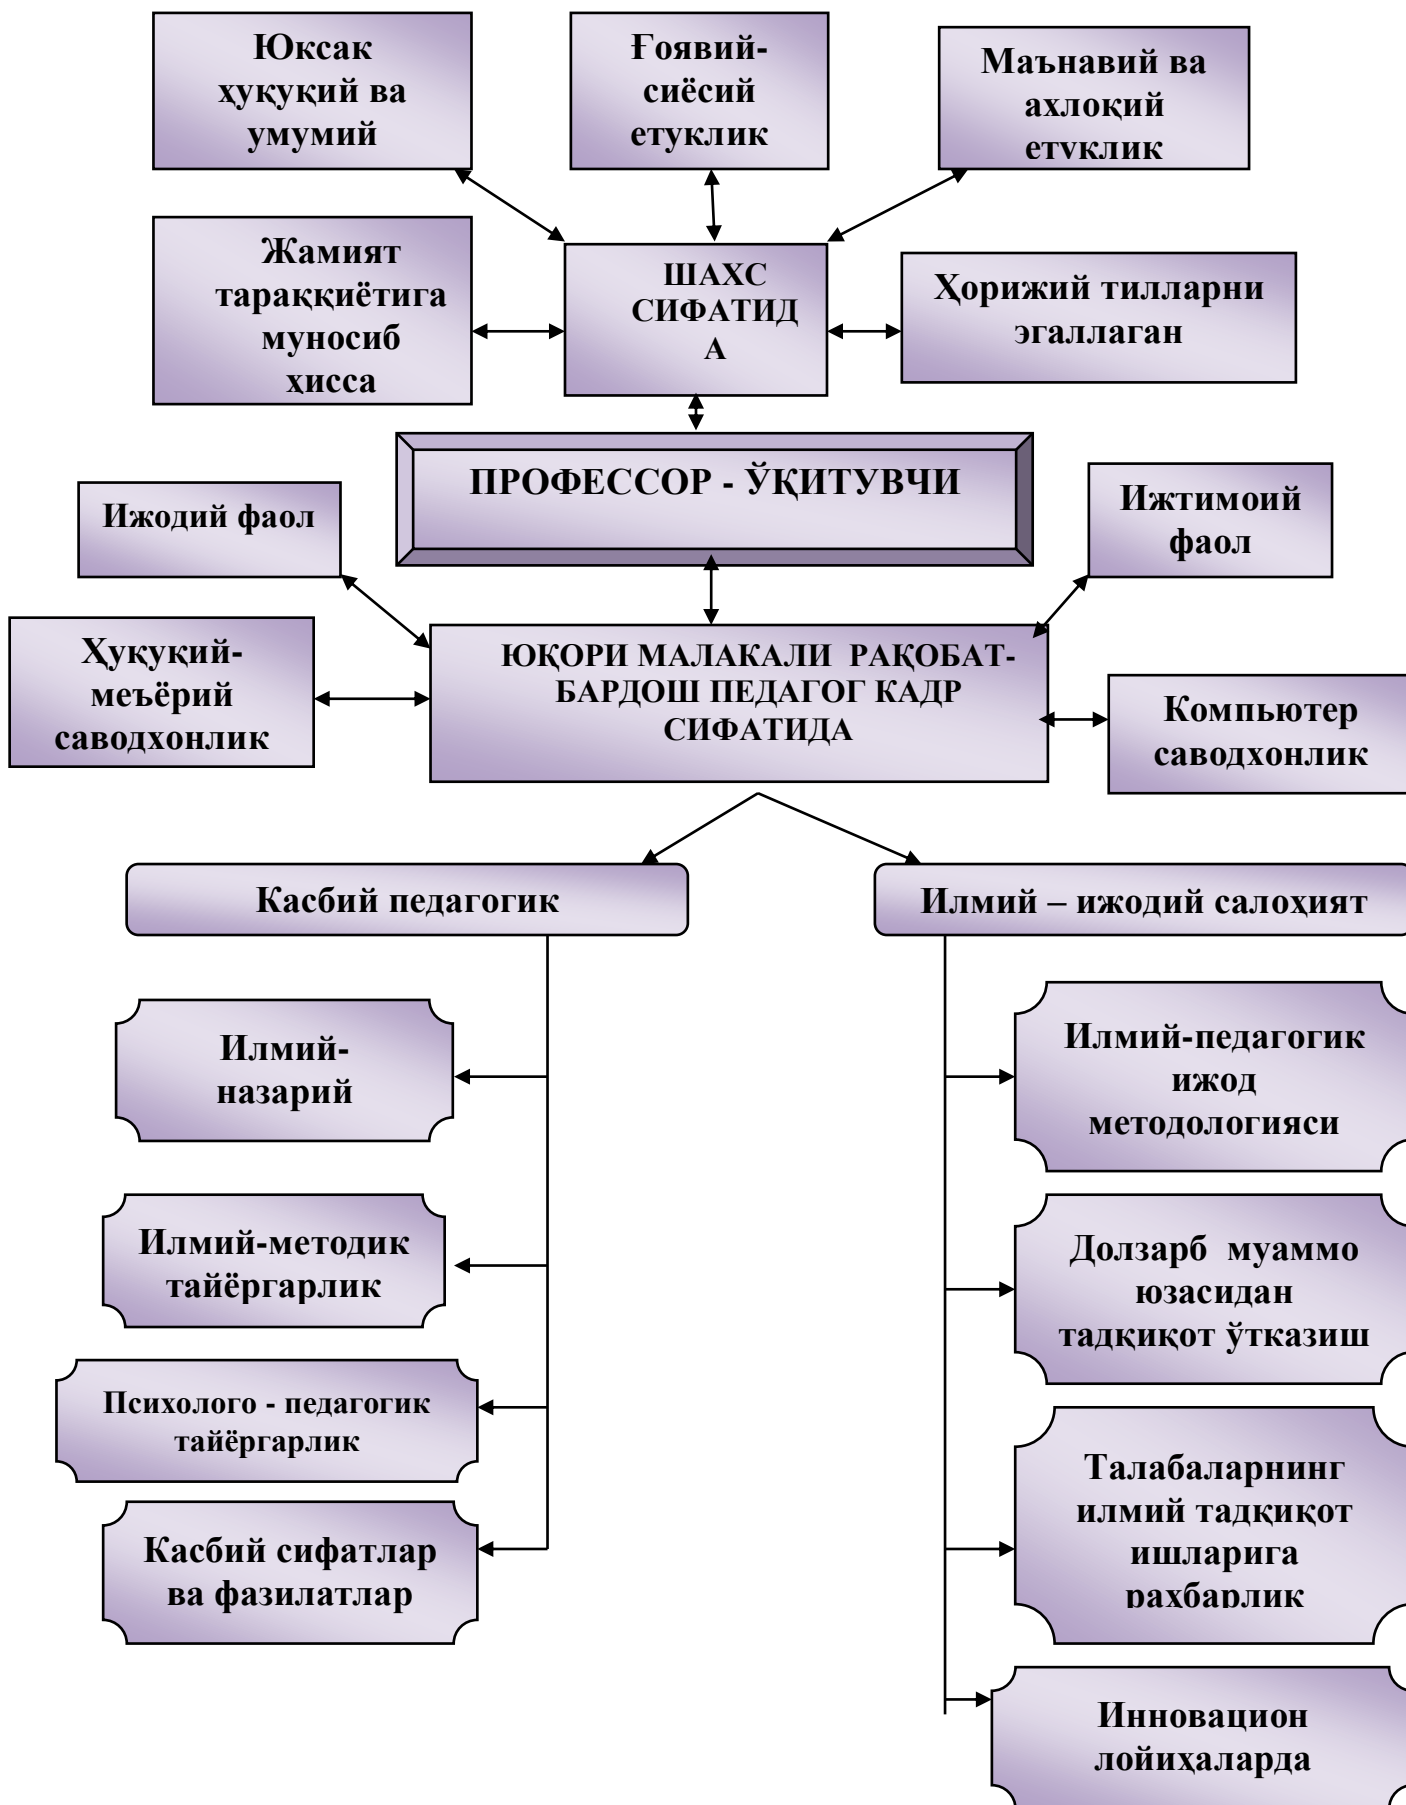 Юксак
ҳуқуқий ва
умумий
Ғоявий-
сиёсий
етуклик
Маънавий ва
ахлоқий
етуклик
Жамият
тараққиётига
муносиб
ҳисса
ШАХС
СИФАТИД
А
Ҳорижий тилларни
эгаллаган
ПРОФЕССОР - ЎҚИТУВЧИ
Ижодий фаол
Ижтимоий
фаол
Ҳуқуқий-
меъёрий
саводхонлик
ЮҚОРИ МАЛАКАЛИ РАҚОБАТ-
БАРДОШ ПЕДАГОГ КАДР
СИФАТИДА
Компьютер
саводхонлик
Касбий педагогик
Илмий – ижодий салоҳият
Илмий-
назарий
Илмий-педагогик
ижод
методологияси
Илмий-методик
тайёргарлик
Долзарб муаммо
юзасидан
тадқиқот ўтказиш
Психолого - педагогик
тайёргарлик
Талабаларнинг
илмий тадқиқот
ишларига
раҳбарлик
Касбий сифатлар
ва фазилатлар
Инновацион
лойиҳаларда